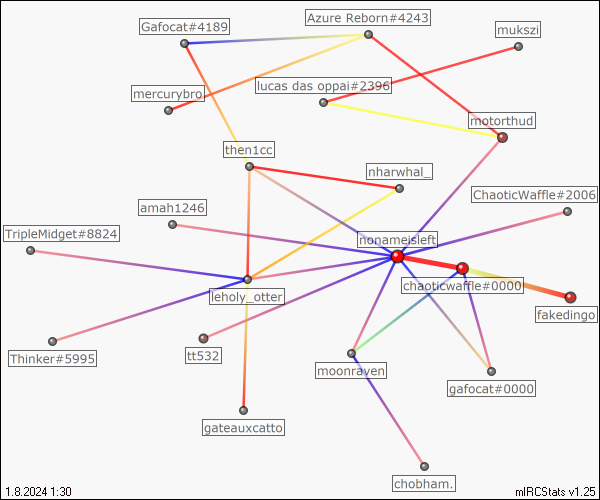 Azure Reborn#4243
Gafocat#4189
mukszi
lucas das oppai#2396
mercurybro
motorthud
then1cc
nharwhal_
ChaoticWaffle#2006
amah1246
TripleMidget#8824
nonameisleft
chaoticwaffle#0000
leholy_otter
fakedingo
Thinker#5995
tt532
moonraven
gafocat#0000
gateauxcatto
chobham.
1.8.2024 1:30
mIRCStats v1.25